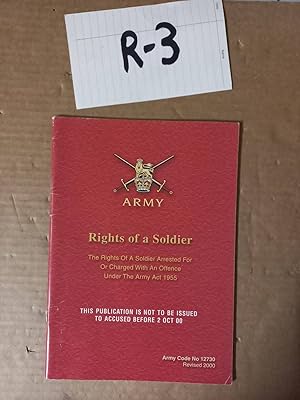 R-3
ARMY
Rights of a Soldier
The Rights Of A Soldier Arrested For
Or Charged With An Offence
Under The Army Act 1955
THIS PUBLICATION IS NOT TO BE ISSUED
TO ACCUSED BEFORE 2 OCT 00
Army Code No 12730
Revised 2000